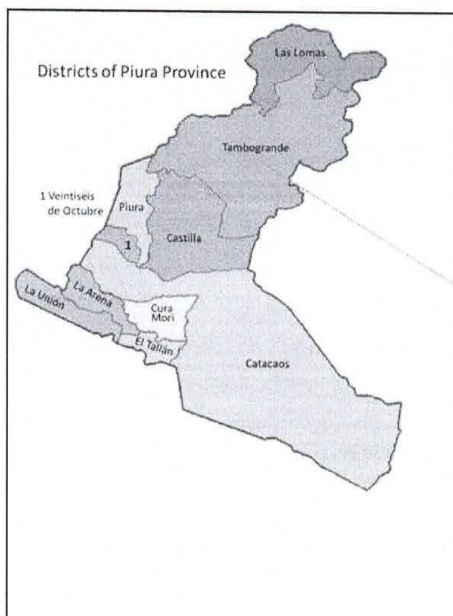 Districts of Piura Province
Las Lomas
Tambogrande
1 Veintiseis
de Octubre
Piura
1
Castilla
La Unión
La Arena
Cura
Mori
El Tallán
Catacaos